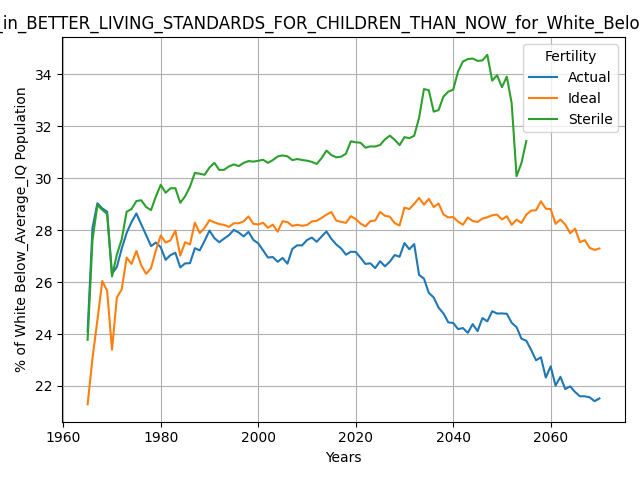 _in_BETTER_LIVING_STANDARDS_FOR_CHILDREN_THAN_NOW_for_White_Belo
Fertility
Actual
Ideal
Sterile
% of White Below_Average_IQ Population
34
32
30
28
26
24
22
1960
1980
2000
2020
2040
2060
Years